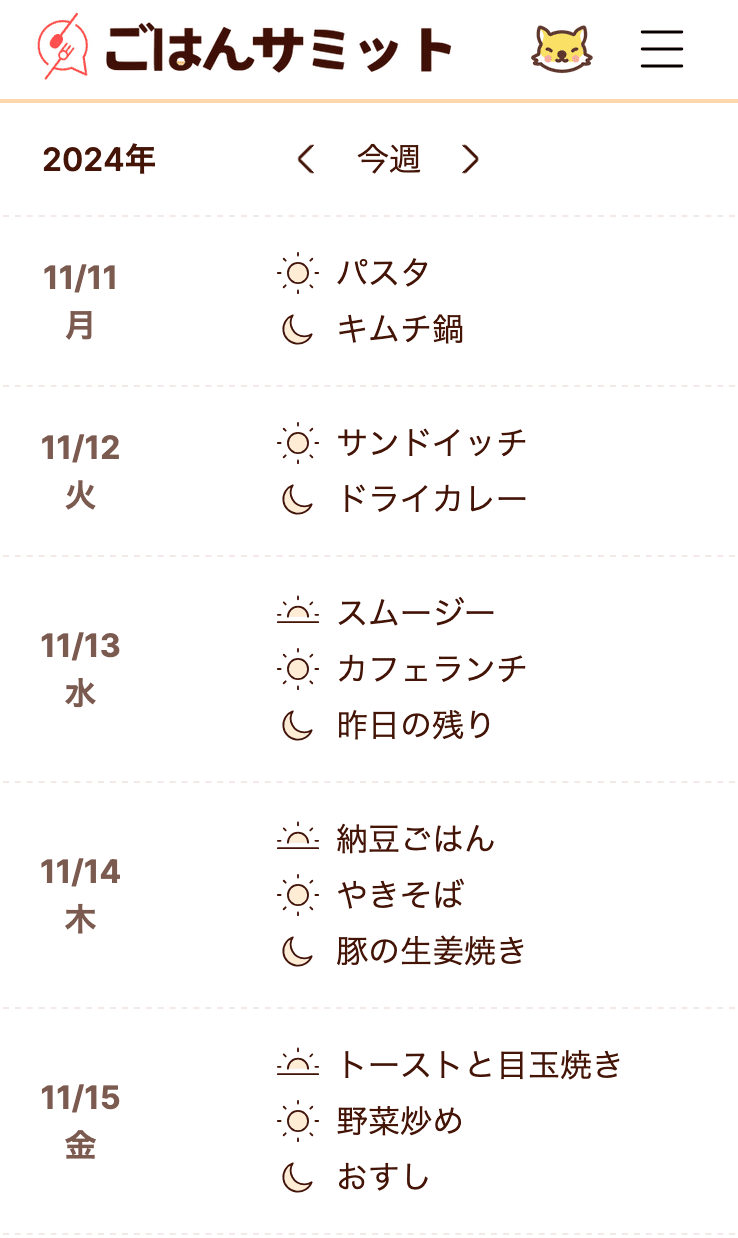 ごはんサミット
2024年
今週
11/11
月
パスタ
キムチ鍋
11/12
火
サンドイッチ
ドライカレー
11/13
水
スムージー
カフェランチ
昨日の残り
11/14
木
納豆ごはん
やきそば
豚の生姜焼き
11/15
金
トーストと目玉焼き
野菜炒め
おすし